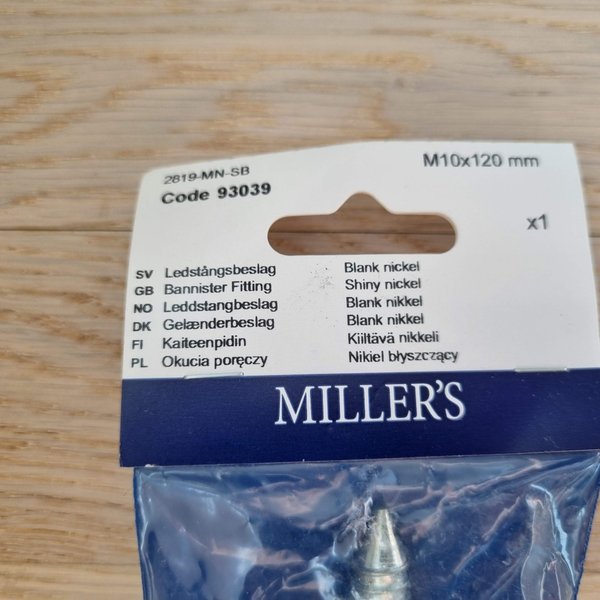 2819-MN-SB
Code 93039
M10x120 mm
x1
SV Ledstångsbeslag Blank nickel
GB Bannister Fitting Shiny nickel
NO Leddstangbeslag Blank nikkel
DK Gelænderbeslag Blank nikkel
FI Kaiteenpidin Kiiltävä nikkeli
PL Okucia poręczy Nikiel błyszczący
MILLER'S